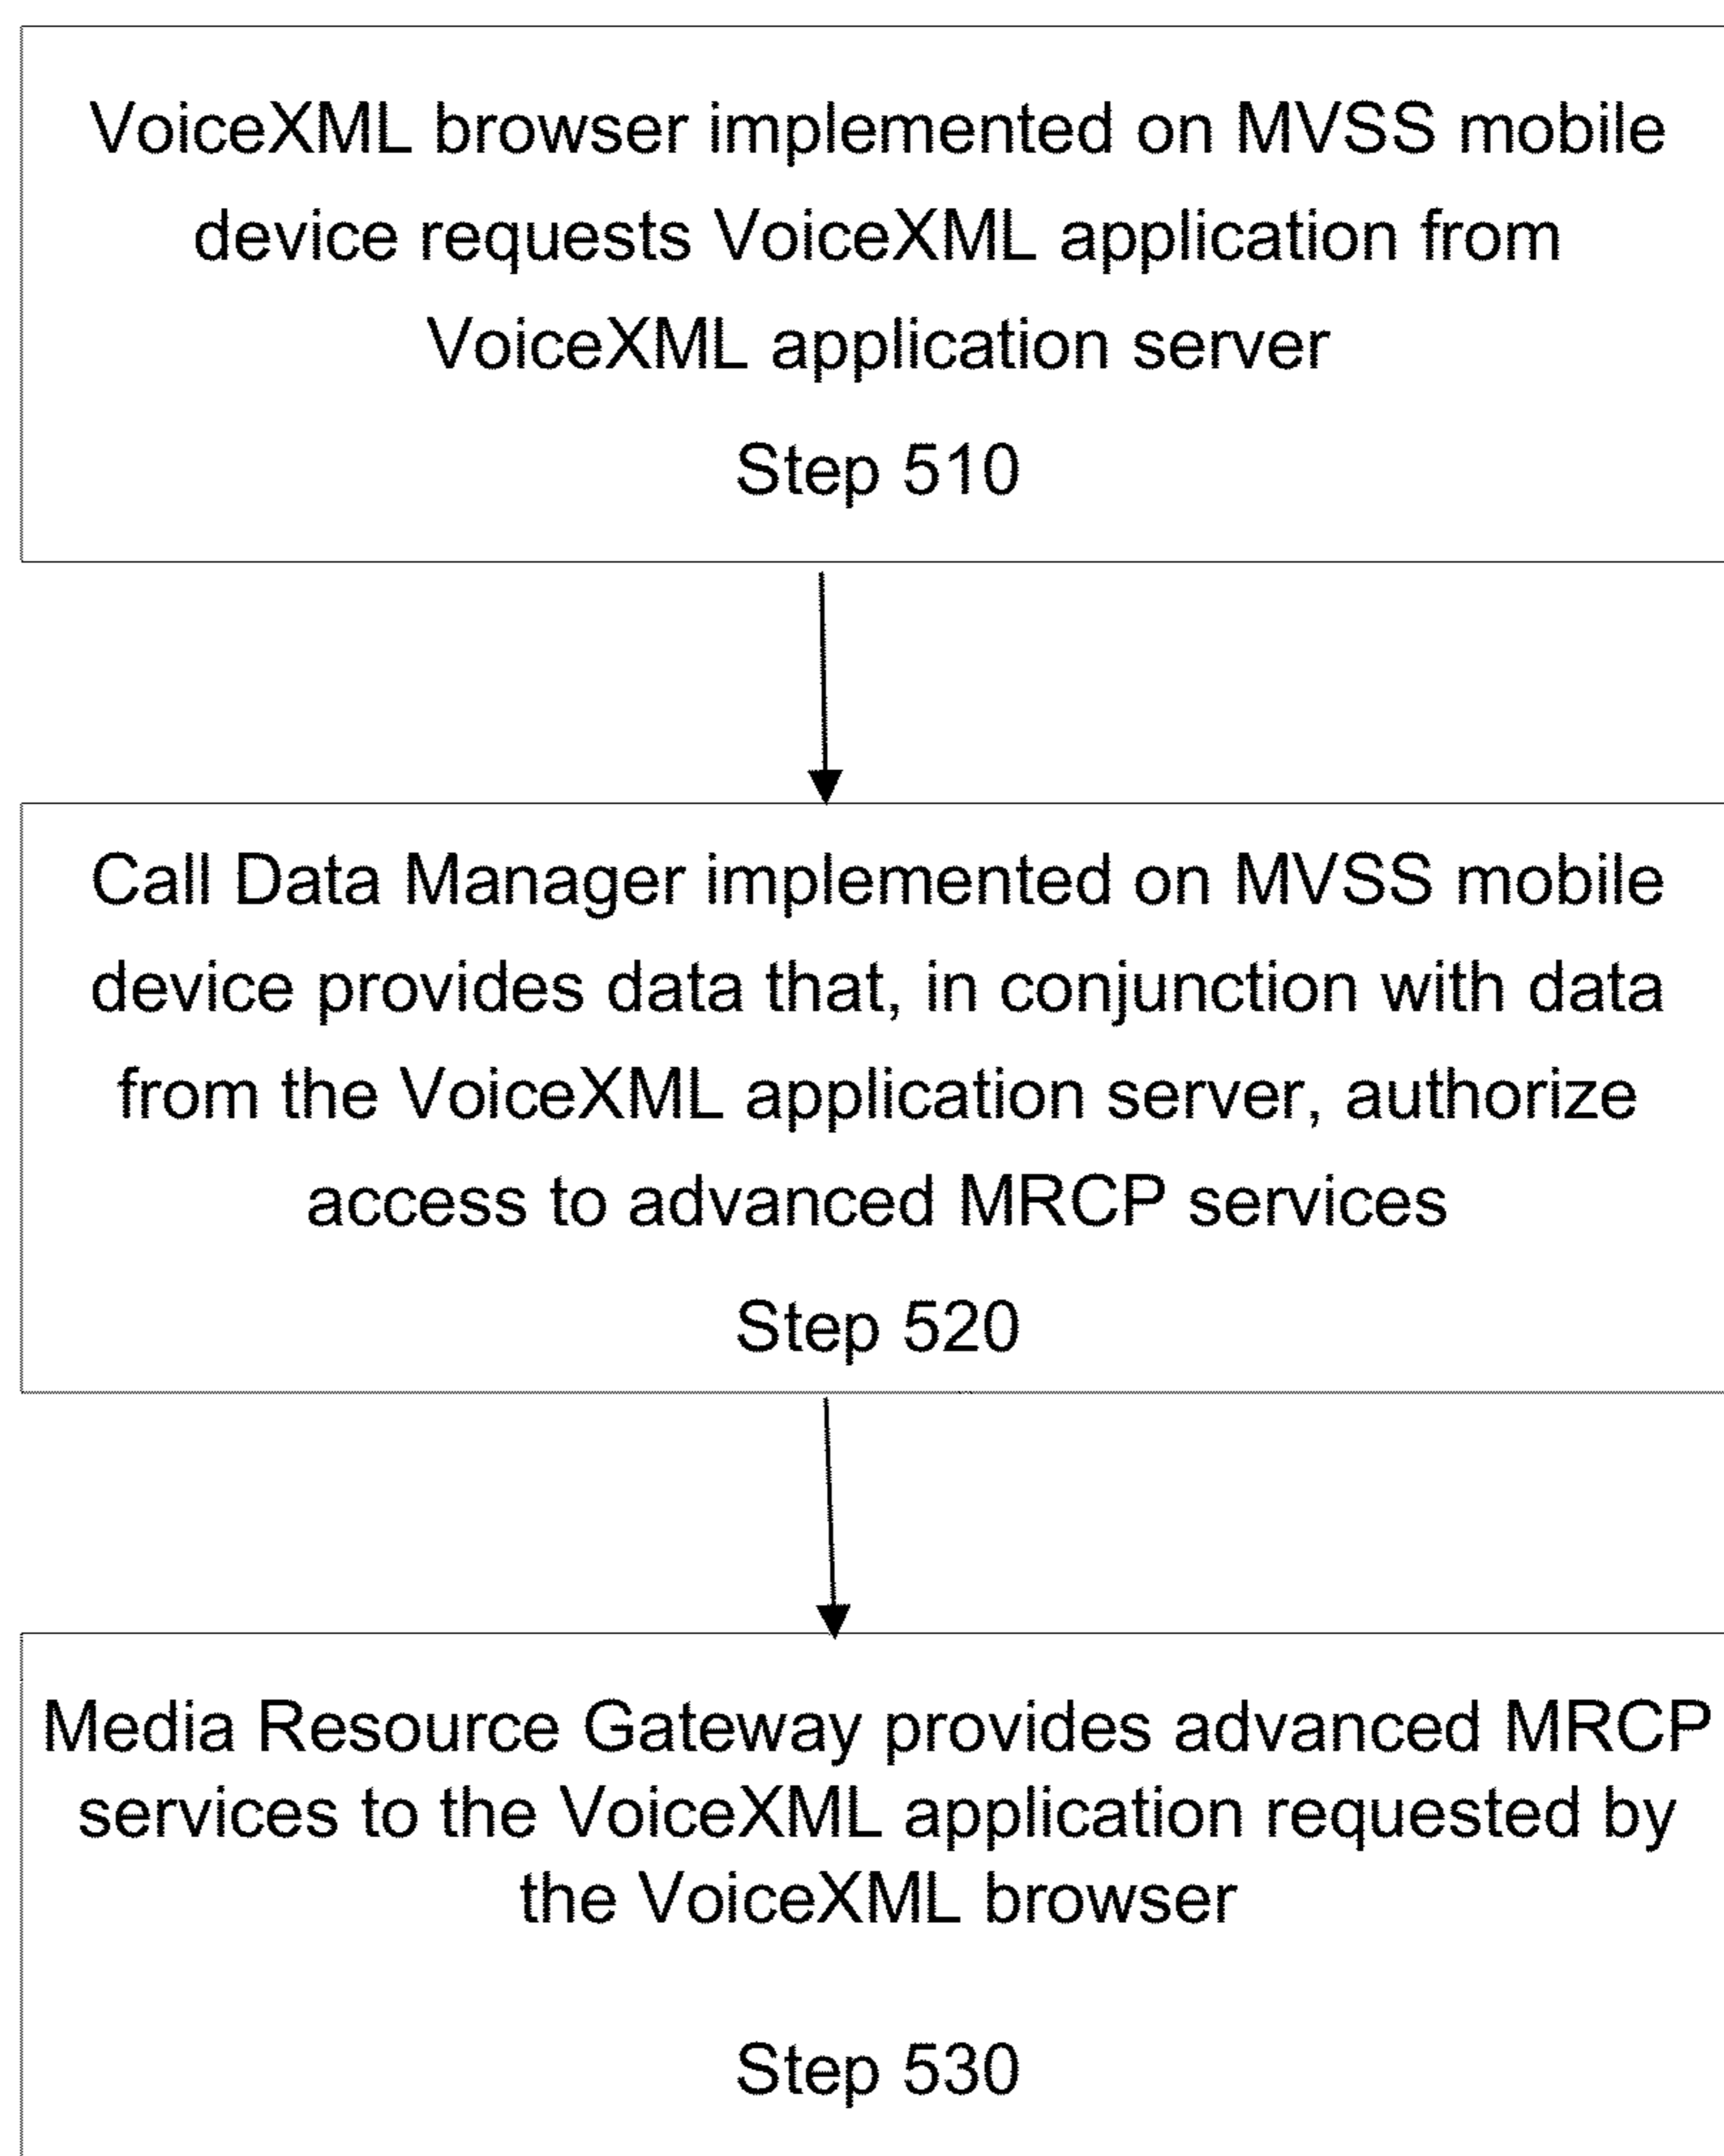 VoiceXML browser implemented on MVSS mobile
device requests VoiceXML application from
VoiceXML application server
Step 510
Call Data Manager implemented on MVSS mobile
device provides data that, in conjunction with data
from the VoiceXML application server, authorize
access to advanced MRCP services
Step 520
Media Resource Gateway provides advanced MRCP
services to the VoiceXML application requested by
the VoiceXML browser
Step 530